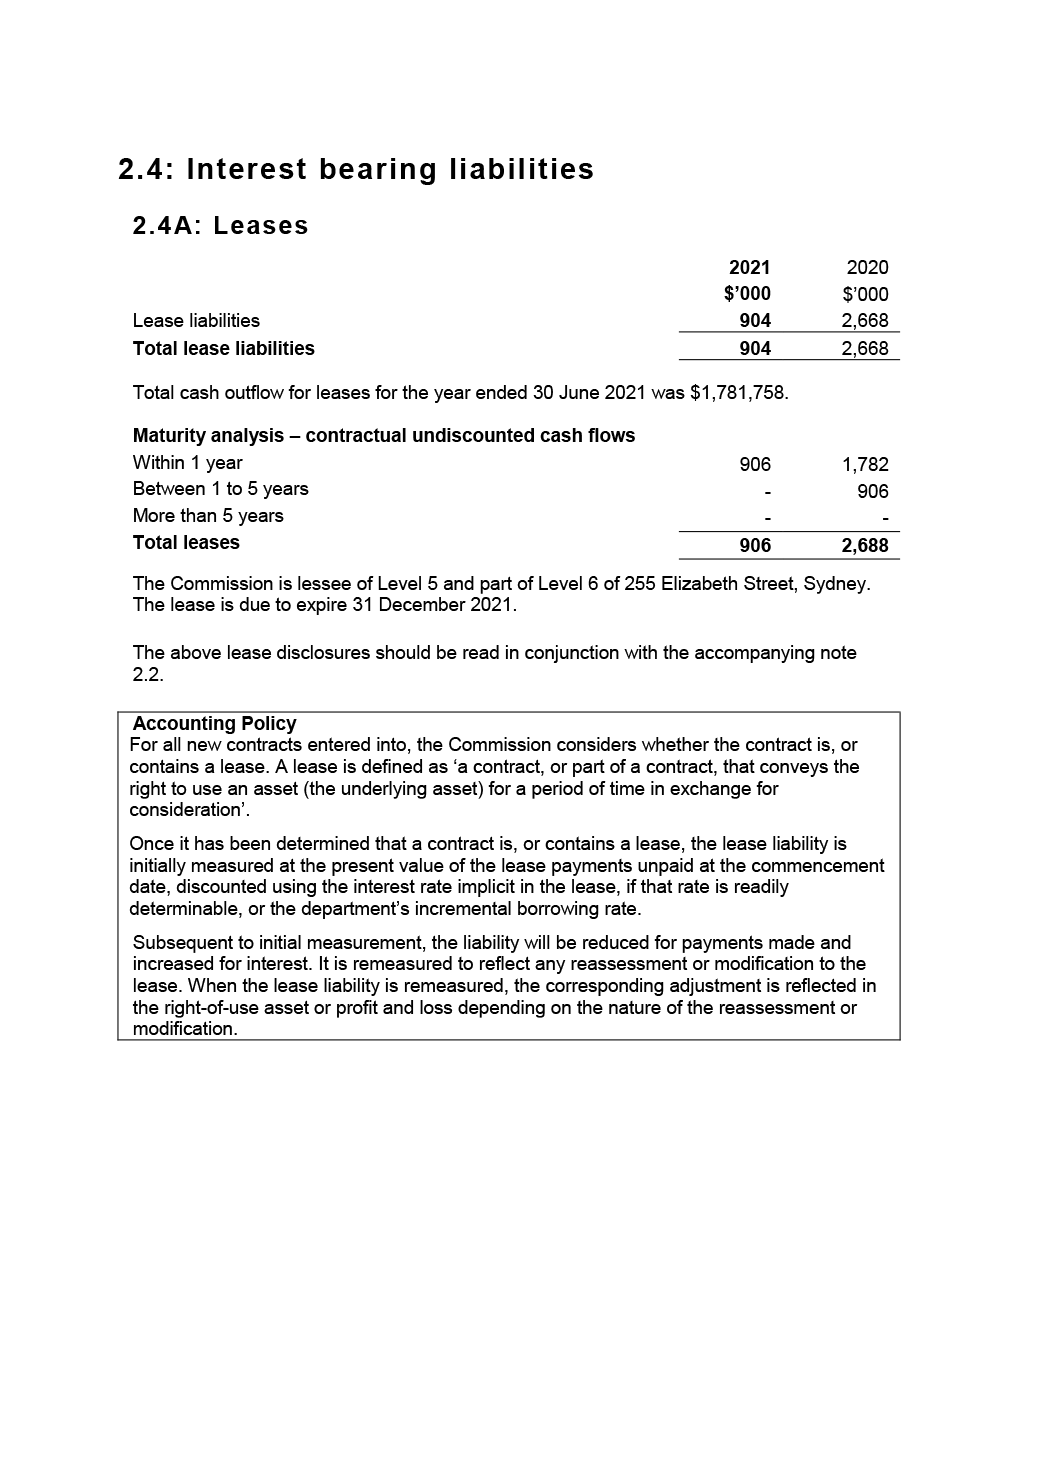 2.4: Interest bearing liabilities
2.4A: Leases
2021 2020
$’000 $’000
Lease liabilities 904 2,668
Total lease liabilities 904 2,668
Total cash outflow for leases for the year ended 30 June 2021 was $1,781,758.
Maturity analysis – contractual undiscounted cash flows
Within 1 year 906 1,782
Between 1 to 5 years - 906
More than 5 years - -
Total leases 906 2,688
The Commission is lessee of Level 5 and part of Level 6 of 255 Elizabeth Street, Sydney.
The lease is due to expire 31 December 2021.
The above lease disclosures should be read in conjunction with the accompanying note
2.2.
Accounting Policy
For all new contracts entered into, the Commission considers whether the contract is, or
contains a lease. A lease is defined as ‘a contract, or part of a contract, that conveys the
right to use an asset (the underlying asset) for a period of time in exchange for
consideration’.
Once it has been determined that a contract is, or contains a lease, the lease liability is
initially measured at the present value of the lease payments unpaid at the commencement
date, discounted using the interest rate implicit in the lease, if that rate is readily
determinable, or the department’s incremental borrowing rate.
Subsequent to initial measurement, the liability will be reduced for payments made and
increased for interest. It is remeasured to reflect any reassessment or modification to the
lease. When the lease liability is remeasured, the corresponding adjustment is reflected in
the right-of-use asset or profit and loss depending on the nature of the reassessment or
modification.